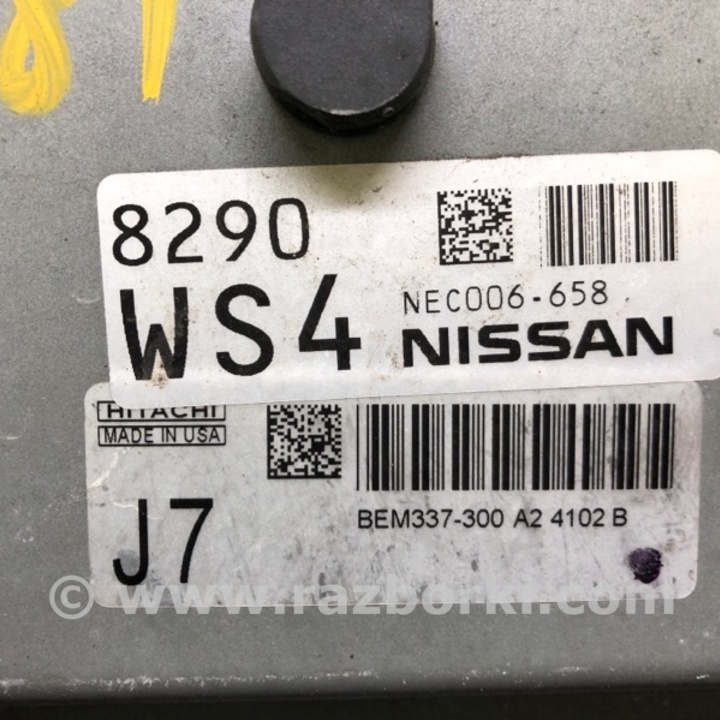 8290
NEC006-658
WS4 NISSAN
HITACHI
MADE IN USA
J7
BEM337-300 A2 4102 B
© www.razborki.com